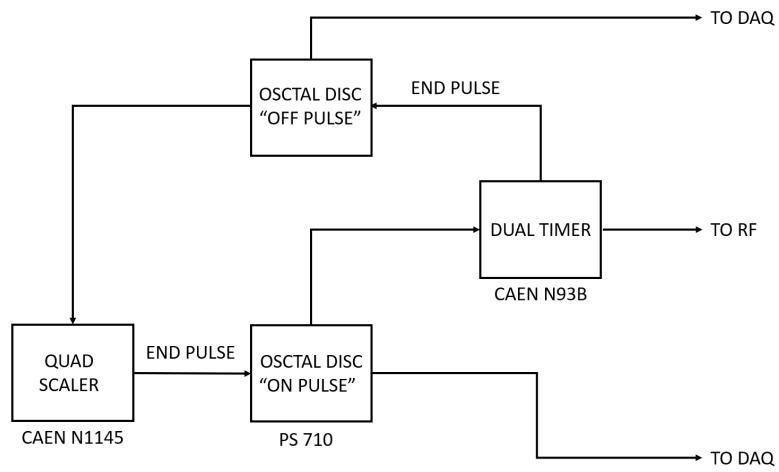 TO DAQ
OSCTAL DISC
“OFF PULSE”
END PULSE
DUAL TIMER
TO RF
CAEN N93B
QUAD
SCALER
END PULSE
OSCTAL DISC
“ON PULSE”
CAEN N1145
PS 710
TO DAQ